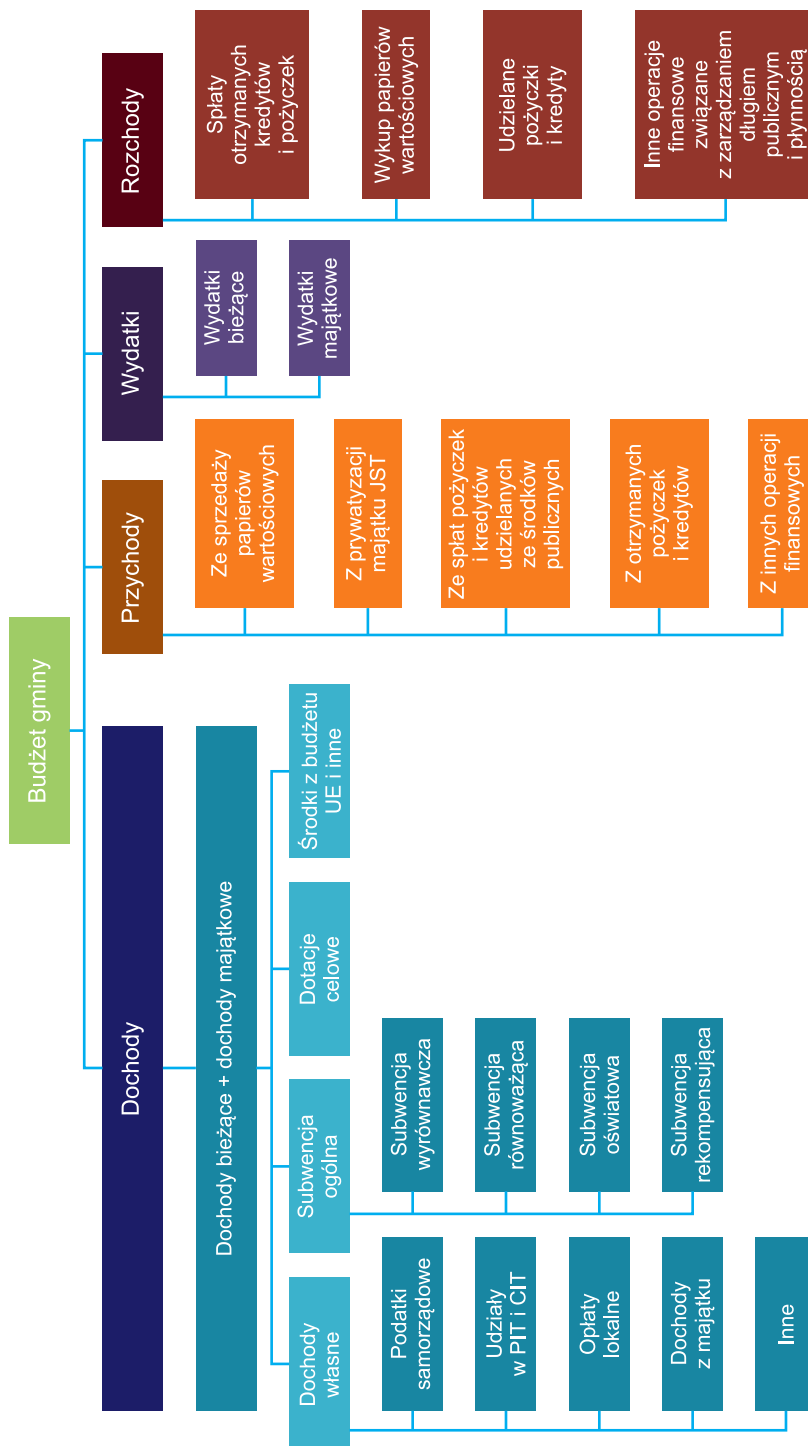 Budżet gminy
Dochody
Przychody
Wydatki
Rozchody
Dochody bieżące + dochody majątkowe
Dochody
własne
Subwencja
ogólna
Dotacje
celowe
Środki z budżetu
UE i inne
Podatki
samorządowe
Udziały
w PIT i CIT
Opłaty
lokalne
Dochody
z majątku
Inne
Subwencja
wyrównawcza
Subwencja
równoważąca
Subwencja
oświatowa
Subwencja
rekompensująca
Ze sprzedaży
papierów
wartościowych
Z prywatyzacji
majątku JST
Ze spłat pożyczek
i kredytów
udzielanych
ze środków
publicznych
Z otrzymanych
pożyczek
i kredytów
Z innych operacji
finansowych
Wydatki
bieżące
Wydatki
majątkowe
Spłaty
otrzymanych
kredytów
i pożyczek
Wykup papierów
wartościowych
Udzielane
pożyczki
i kredyty
Inne operacje
finansowe
związane
z zarządzaniem
długiem
publicznym
i płynnością